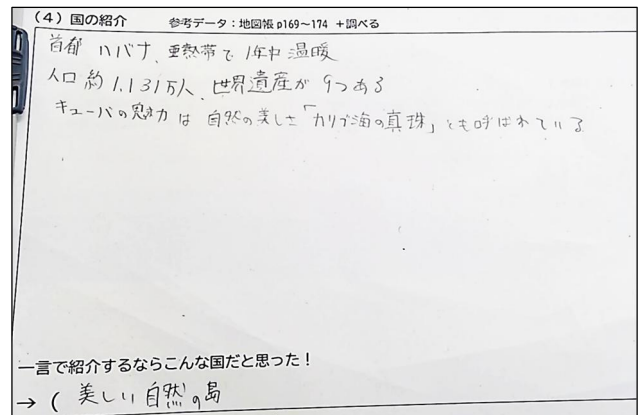 (4) 国の紹介 参考データ：地図帳p169～174 ＋調べる
首都 ハバナ、亜熱帯で1年中温暖
人口 約1.131万人、世界遺産が9つある
キューバの魅力は 自然の美しさ「カリブ海の真珠」とも呼ばれている
一言で紹介するならこんな国だと思った！
→ ( 美しい自然の島